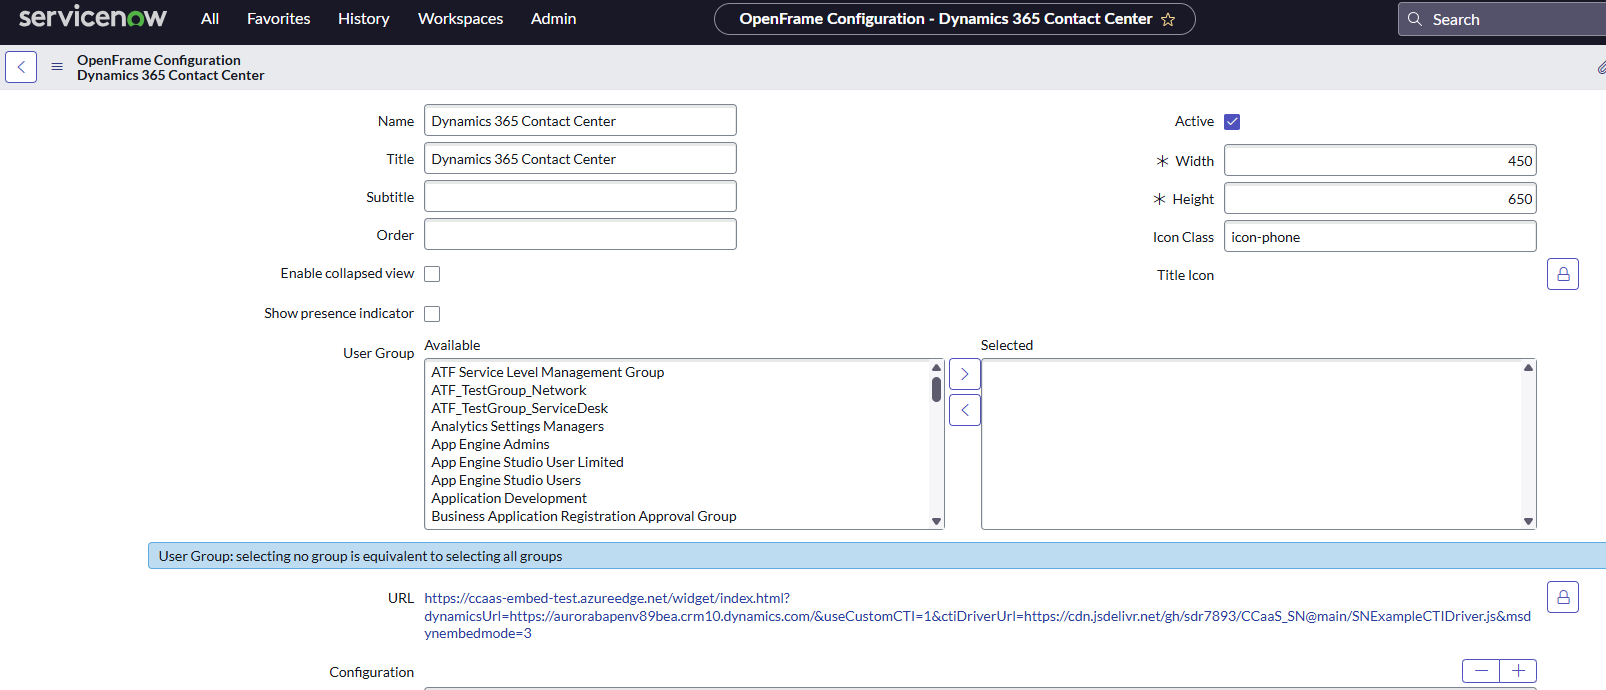 servicenow All Favorites History Workspaces Admin OpenFrame Configuration - Dynamics 365 Contact Center Search
OpenFrame Configuration
Dynamics 365 Contact Center
Name Dynamics 365 Contact Center
Title Dynamics 365 Contact Center
Subtitle
Order
Enable collapsed view
Show presence indicator
Active
Width 450
Height 650
Icon Class icon-phone
Title Icon
User Group
Available
ATF Service Level Management Group
ATF_TestGroup_Network
ATF_TestGroup_ServiceDesk
Analytics Settings Managers
App Engine Admins
App Engine Studio User Limited
App Engine Studio Users
Application Development
Business Application Registration Approval Group
Selected
User Group: selecting no group is equivalent to selecting all groups
URL https://ccaas-embed-test.azureedge.net/widget/index.html?
dynamicsUrl=https://aurorabapenv89bea.crm10.dynamics.com/&useCustomCTI=1&ctiDriverUrl=https://cdn.jsdelivr.net/gh/sdr7893/CCaaS_SN@main/SNExampleCTIDriver.js&msd
ynembedmode=3
Configuration